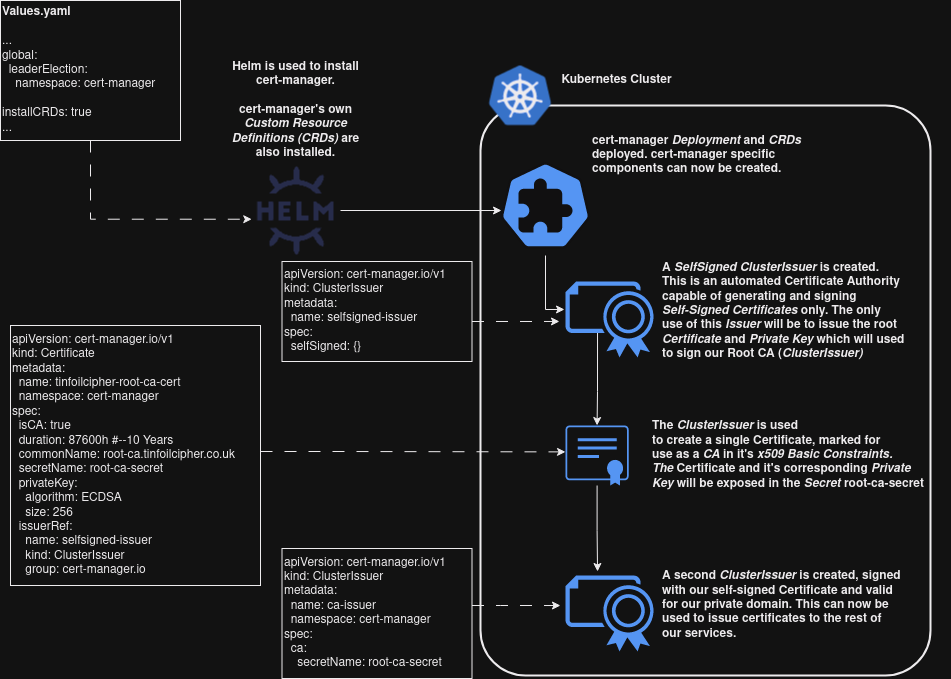 Values.yaml
...
global:
leaderElection:
namespace: cert-manager
installCRDs: true
...
Helm is used to install
cert-manager.
cert-manager's own
Custom Resource
Definitions (CRDs) are
also installed.
HELM
Kubernetes Cluster
cert-manager Deployment and CRDs
deployed. cert-manager specific
components can now be created.
apiVersion: cert-manager.io/v1
kind: ClusterIssuer
metadata:
name: selfsigned-issuer
spec:
selfSigned: {}
A SelfSigned ClusterIssuer is created.
This is an automated Certificate Authority
capable of generating and signing
Self-Signed Certificates only. The only
use of this Issuer will be to issue the root
Certificate and Private Key which will used
to sign our Root CA (ClusterIssuer)
apiVersion: cert-manager.io/v1
kind: Certificate
metadata:
name: tinfoilcipher-root-ca-cert
namespace: cert-manager
spec:
isCA: true
duration: 87600h #--10 Years
commonName: root-ca.tinfoilcipher.co.uk
secretName: root-ca-secret
privateKey:
algorithm: ECDSA
size: 256
issuerRef:
name: selfsigned-issuer
kind: ClusterIssuer
group: cert-manager.io
The ClusterIssuer is used
to create a single Certificate, marked for
use as a CA in it's x509 Basic Constraints.
The Certificate and it's corresponding Private
Key will be exposed in the Secret root-ca-secret
apiVersion: cert-manager.io/v1
kind: ClusterIssuer
metadata:
name: ca-issuer
namespace: cert-manager
spec:
ca:
secretName: root-ca-secret
A second ClusterIssuer is created, signed
with our self-signed Certificate and valid
for our private domain. This can now be
used to issue certificates to the rest of
our services.